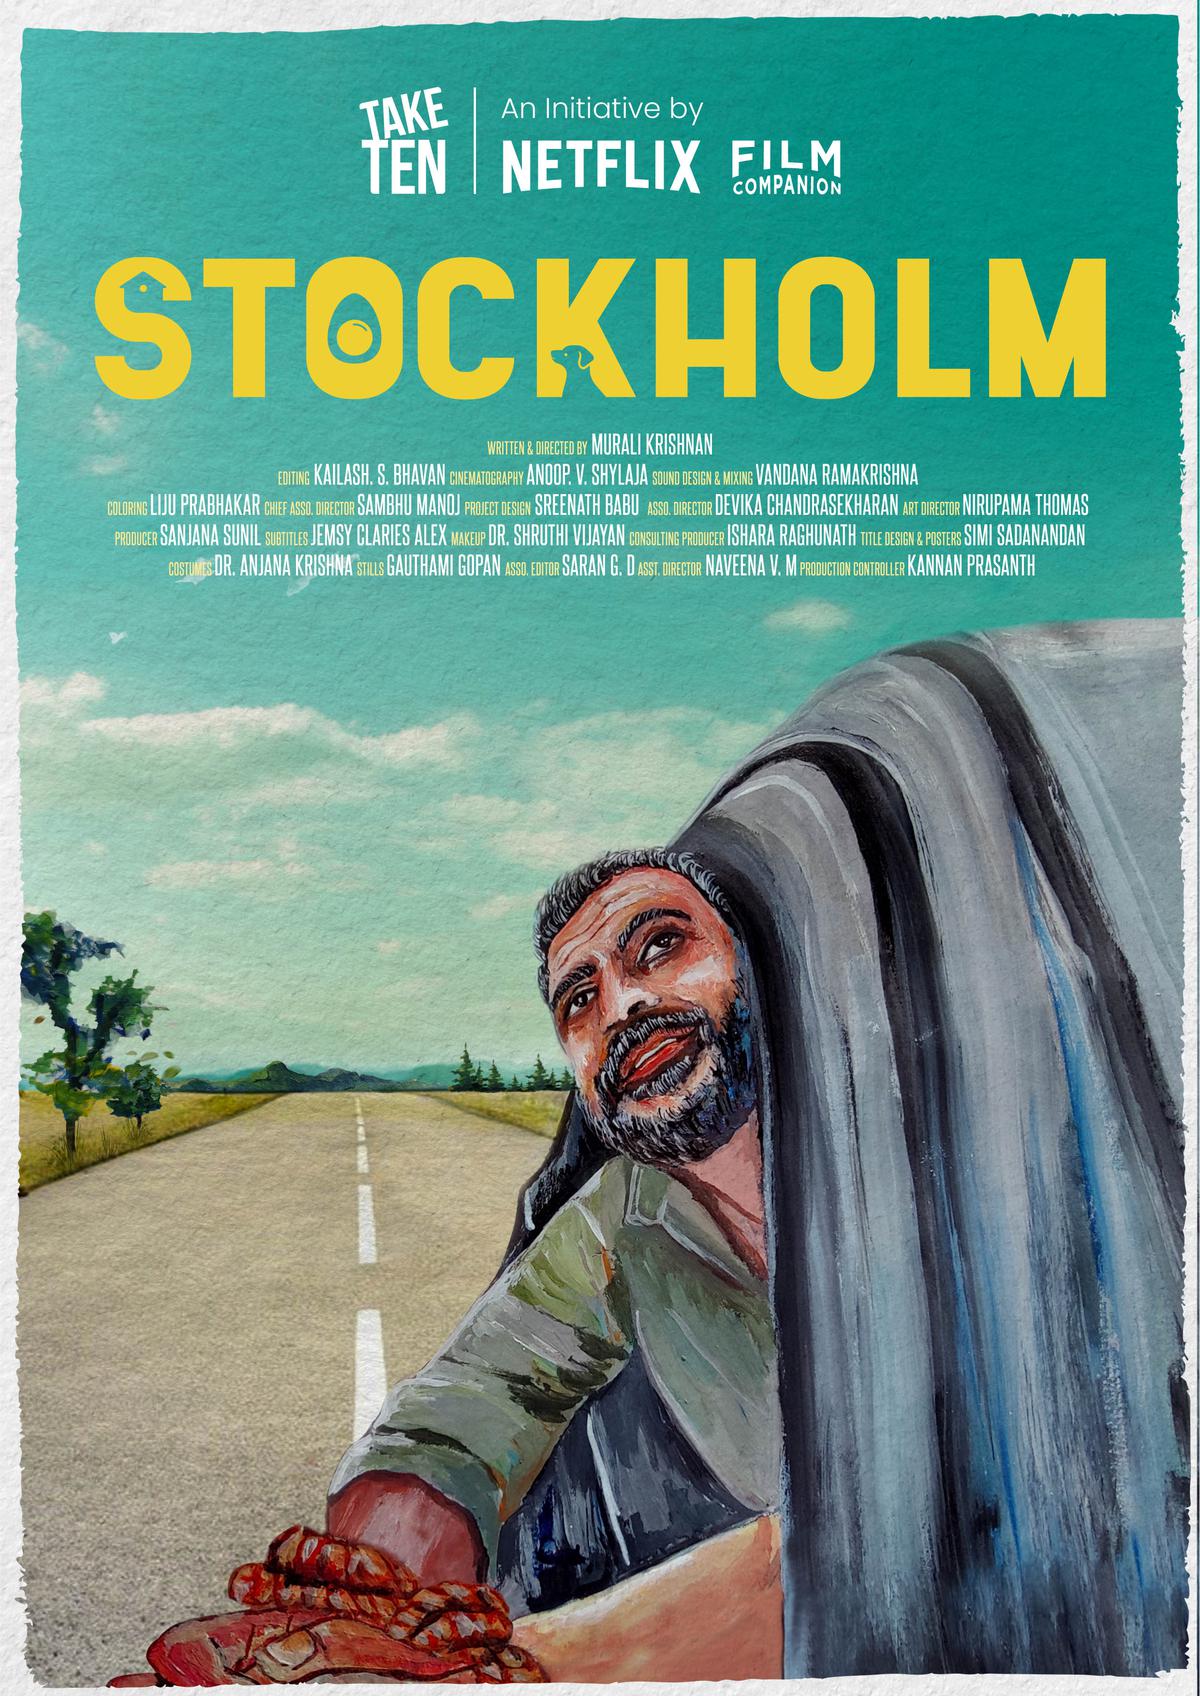 TAKE TEN
An Initiative by
NETFLIX FILM COMPANION
STOCKHOLM
WRITTEN & DIRECTED BY MURALI KRISHNAN
EDITING KAILASH. S. BHAVAN CINEMATOGRAPHY ANOOP. V. SHYLAJA SOUND DESIGN & MIXING VANDANA RAMAKRISHNA
COLORING LIJU PRABHAKAR CHIEF ASSO. DIRECTOR SAMBHU MANOJ PROJECT DESIGN SREENATH BABU ASSO. DIRECTOR DEVIKA CHANDRASEKHARAN ART DIRECTOR NIRUPAMA THOMAS
PRODUCER SANJANA SUNIL SUBTITLES JEMSY CLARIES ALEX MAKEUP DR. SHRUTHI VIJAYAN CONSULTING PRODUCER ISHARA RAGHUNATH TITLE DESIGN & POSTERS SIMI SADANANDAN
COSTUMES DR. ANJANA KRISHNA STILLS GAUTHAMI GOPAN ASSO. EDITOR SARAN G. D ASST. DIRECTOR NAVEENA V. M PRODUCTION CONTROLLER KANNAN PRASANTH